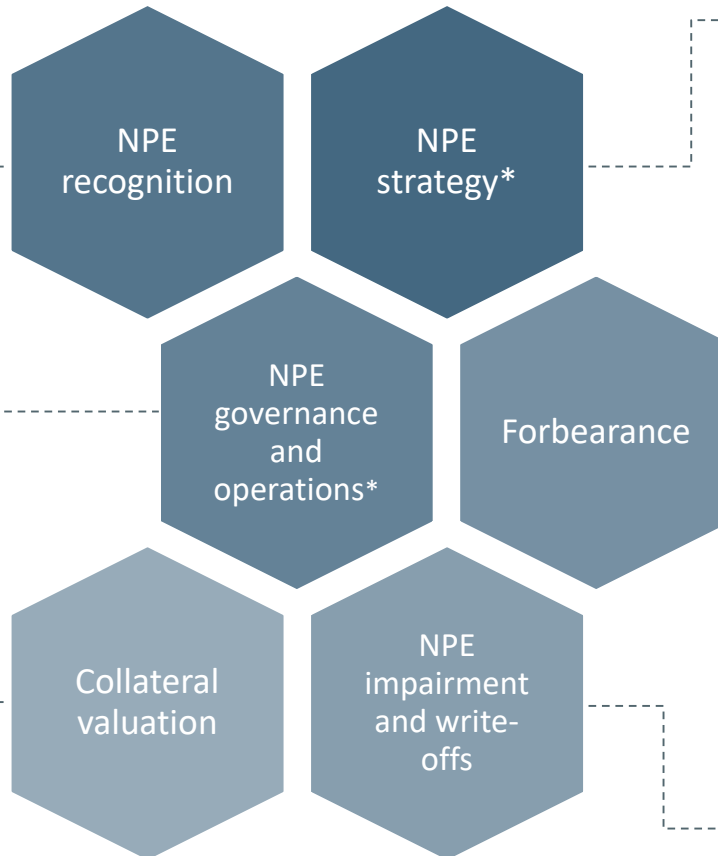 NPE
recognition
NPE
strategy*
NPE
governance
and
operations*
Forbearance
Collateral
valuation
NPE
impairment
and write-
offs